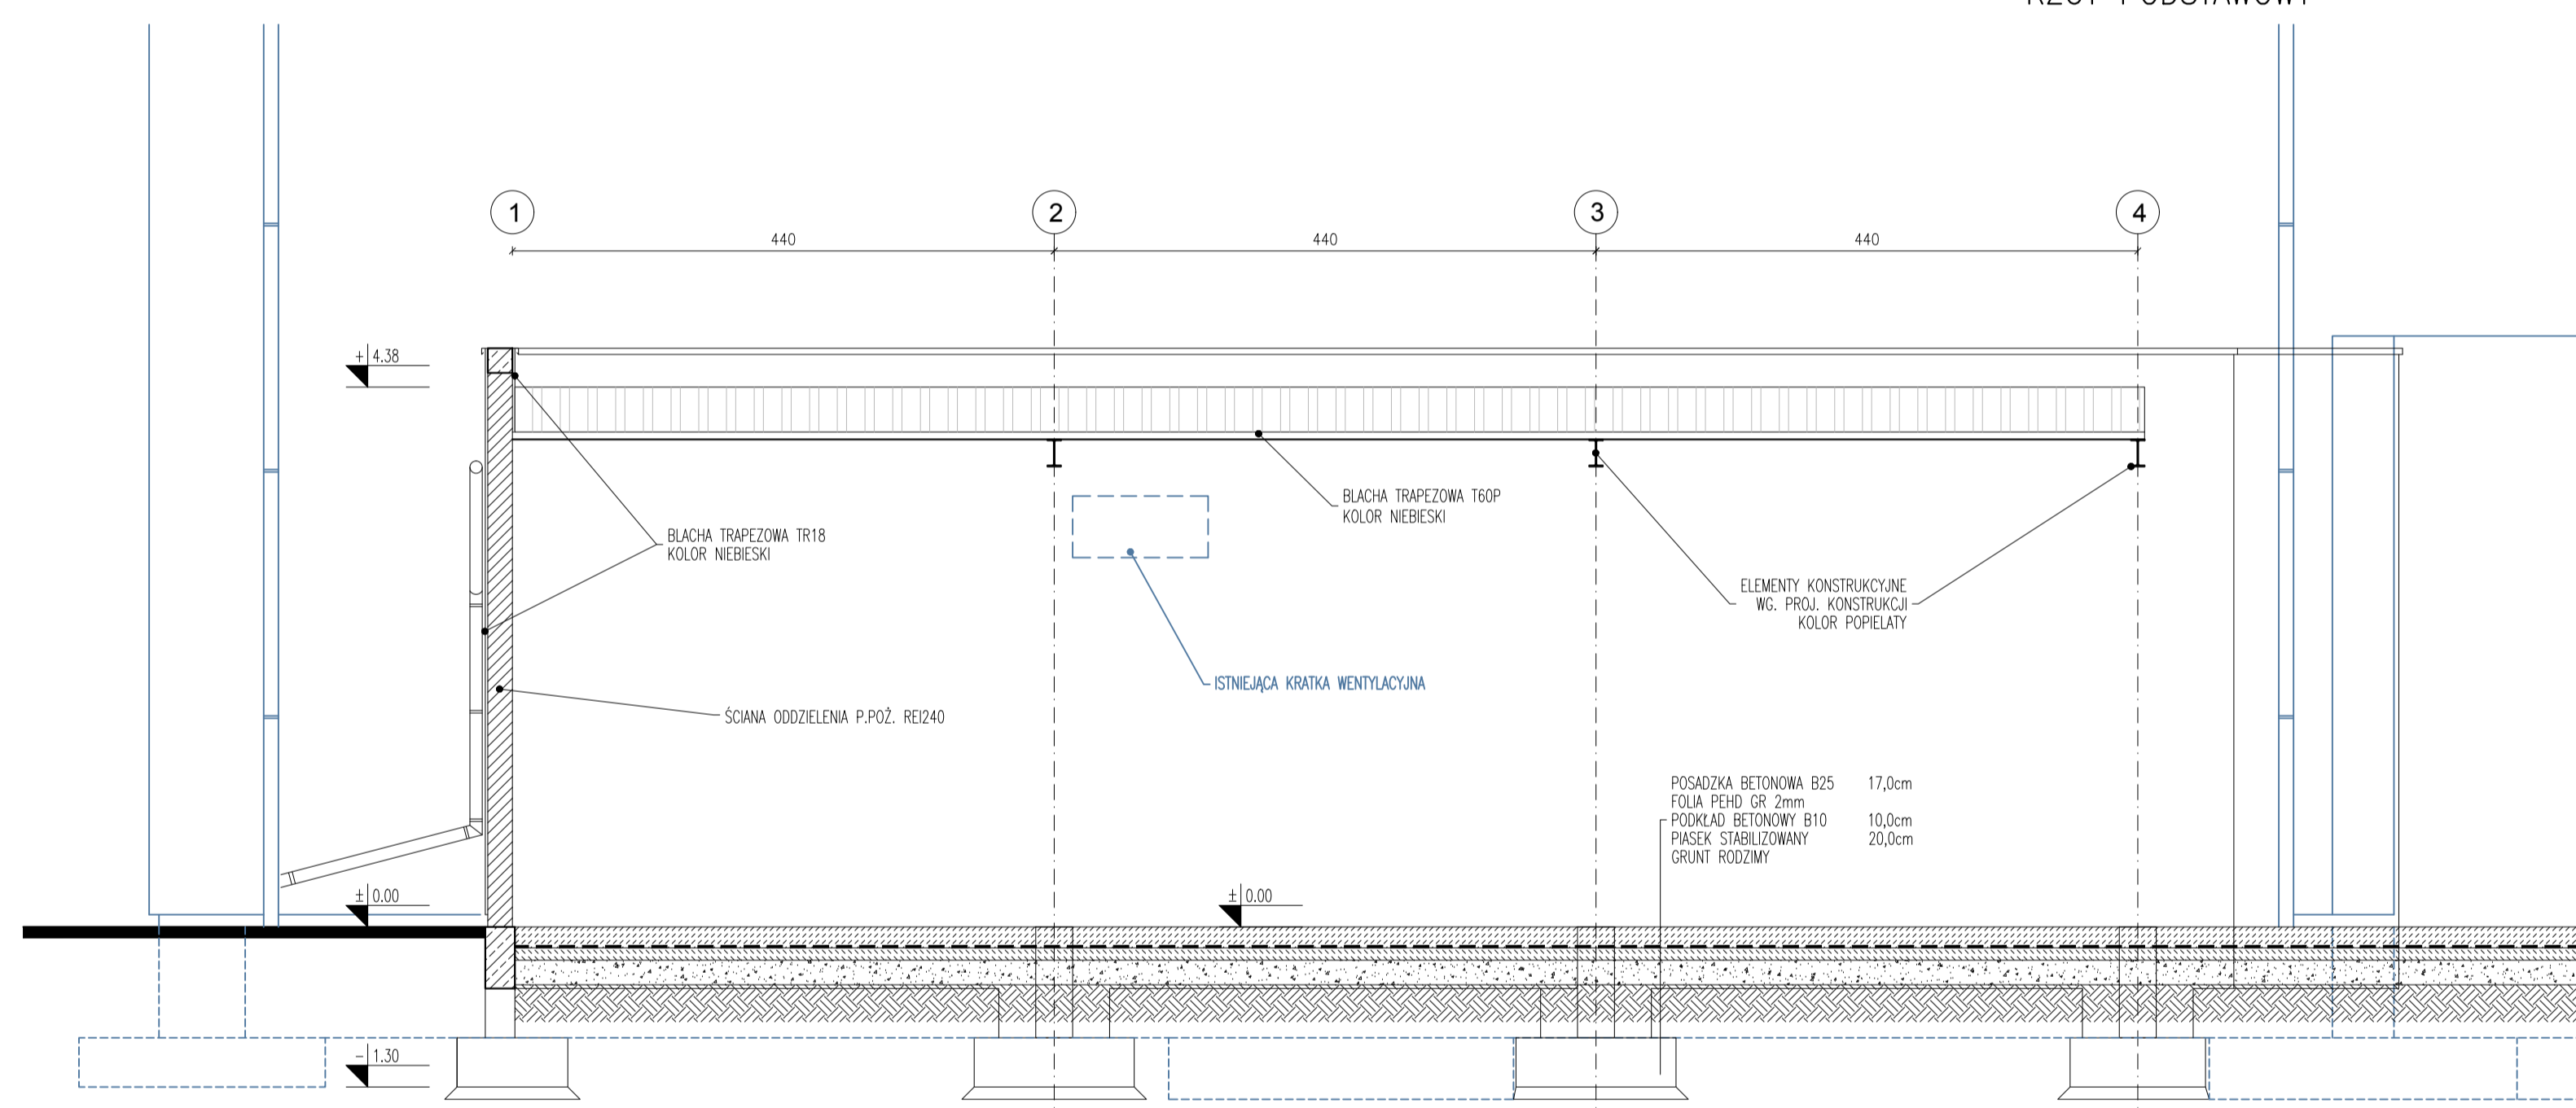 RZUT PODSTAWOWY
1 2 3 4
440 440 440
+ 4.38
BLACHA TRAPEZOWA T60P
KOLOR NIEBIESKI
BLACHA TRAPEZOWA TR18
KOLOR NIEBIESKI
ELEMENTY KONSTRUKCYJNE
WG. PROJ. KONSTRUKCJI
KOLOR POPIELATY
ISTNIEJĄCA KRATKA WENTYLACYJNA
ŚCIANA ODDZIELENIA P.POŻ. REI240
POSADZKA BETONOWA B25 17,0cm
FOLIA PEHD GR 2mm
PODKŁAD BETONOWY B10 10,0cm
PIASEK STABILIZOWANY 20,0cm
GRUNT RODZIMY
± 0.00
± 0.00
- 1.30